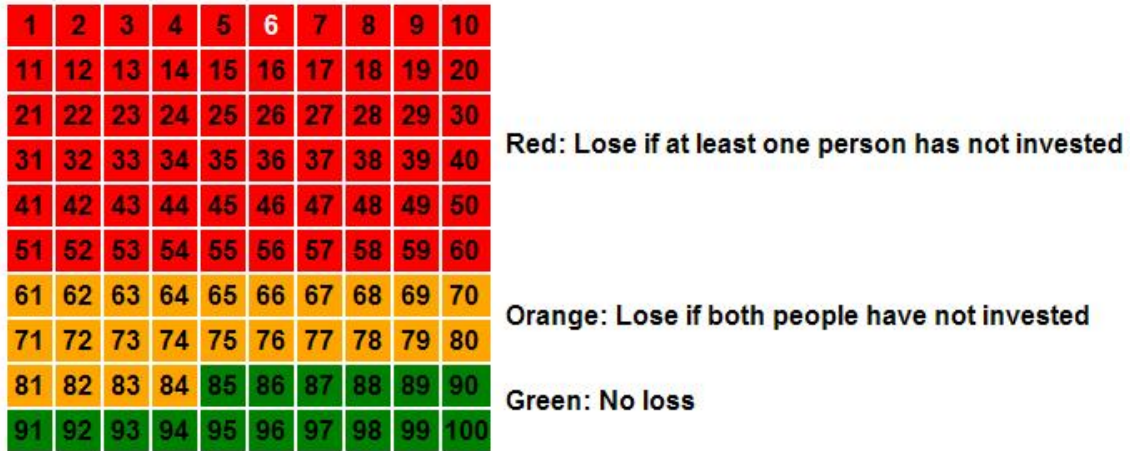 1 2 3 4 5 6 7 8 9 10
11 12 13 14 15 16 17 18 19 20
21 22 23 24 25 26 27 28 29 30
31 32 33 34 35 36 37 38 39 40
41 42 43 44 45 46 47 48 49 50
51 52 53 54 55 56 57 58 59 60
61 62 63 64 65 66 67 68 69 70
71 72 73 74 75 76 77 78 79 80
81 82 83 84 85 86 87 88 89 90
91 92 93 94 95 96 97 98 99 100
Red: Lose if at least one person has not invested
Orange: Lose if both people have not invested
Green: No loss